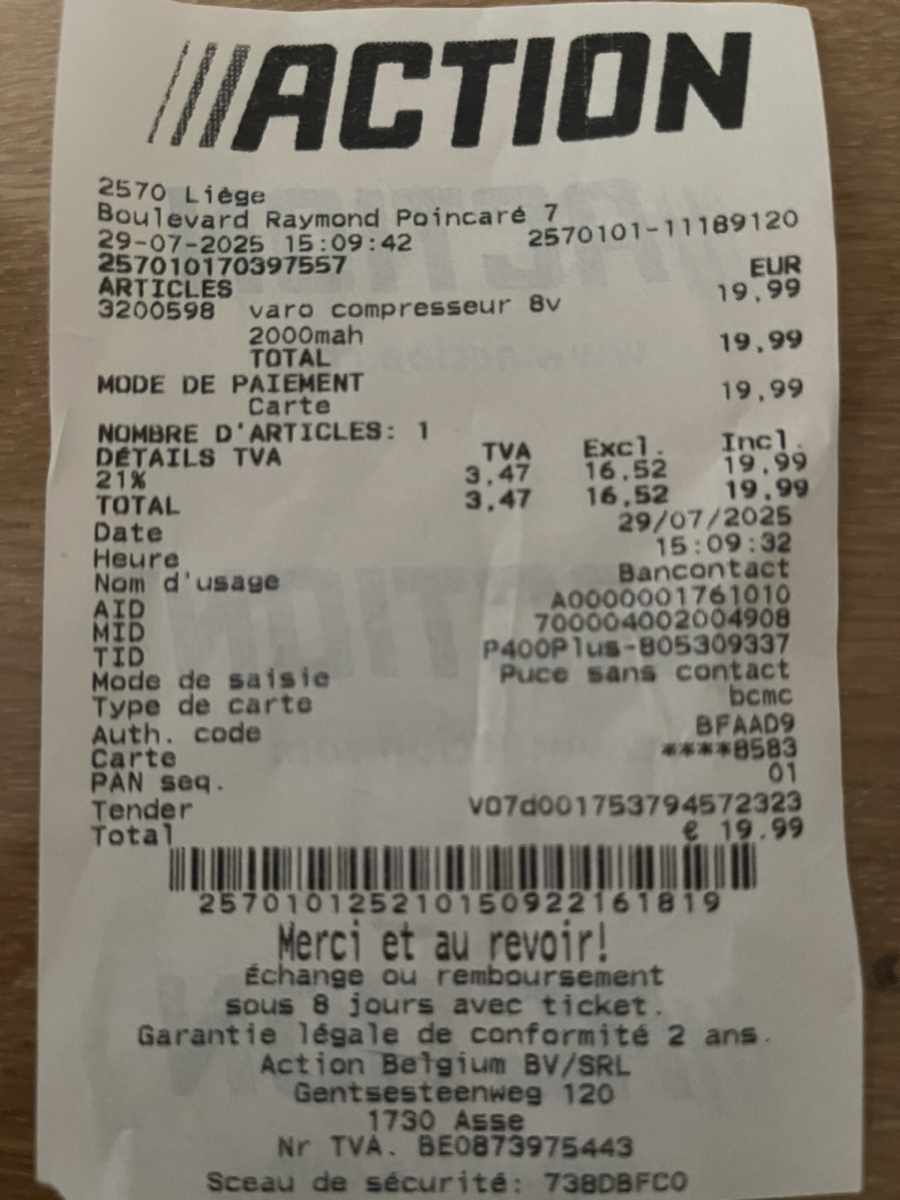 ACTION
2570 Liège
Boulevard Raymond Poincaré 7
29-07-2025 15:09:42 2570101-11189120
257010170397557
EUR
ARTICLES
3200598 varo compresseur 8v 19,99
2000mah
TOTAL 19,99
MODE DE PAIEMENT
Carte 19,99
NOMBRE D'ARTICLES: 1
DÉTAILS TVA TVA Excl. Incl.
21% 3,47 16,52 19,99
TOTAL 3,47 16,52 19,99
Date 29/07/2025
Heure 15:09:32
Nom d'usage Bancontact
AID A0000001761010
MID 700004002004908
TID P400Plus-805309337
Mode de saisie Puce sans contact
Type de carte bcmc
Auth. code BFAAD9
Carte ****8583
PAN seq. 01
Tender V07d001753794572323
Total € 19.99
257010125210150922161819
Merci et au revoir!
Échange ou remboursement
sous 8 jours avec ticket.
Garantie légale de conformité 2 ans.
Action Belgium BV/SRL
Gentsesteenweg 120
1730 Asse
Nr TVA. BE0873975443
Sceau de sécurité: 738DBFC0